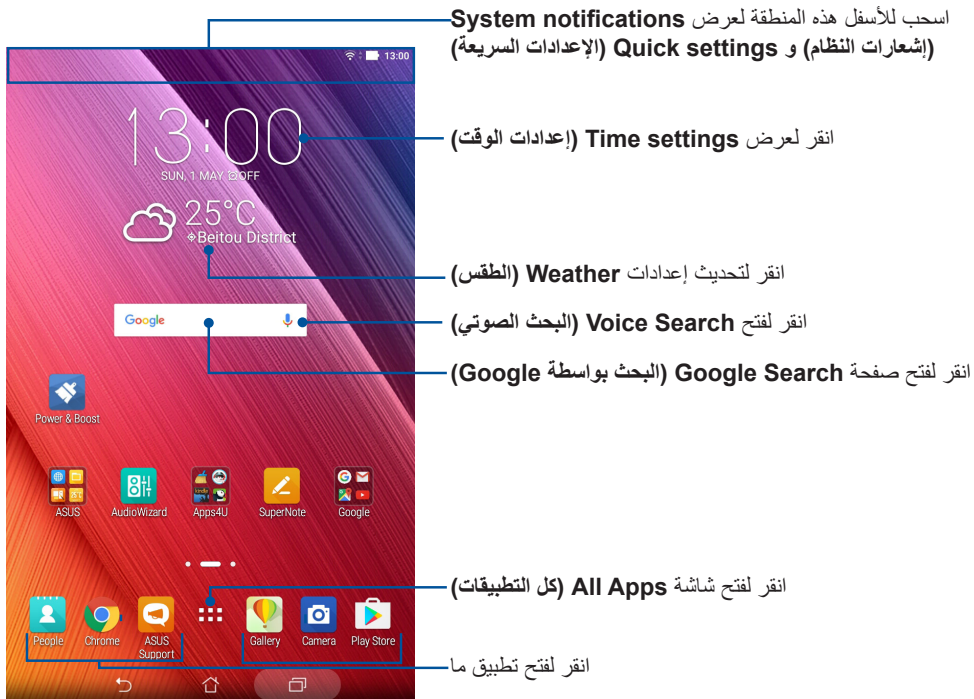 اسحب للأسفل هذه المنطقة لعرض System notifications
(إشعارات النظام) و Quick settings (الإعدادات السريعة)
13:00
13:00
انقر لعرض Time settings (إعدادات الوقت)
SUN, 1 MAY OFF
25°C
Beitou District
انقر لتحديث إعدادات Weather (الطقس)
Google
انقر لفتح Voice Search (البحث الصوتي)
انقر لفتح صفحة Google Search (البحث بواسطة Google)
Power & Boost
ASUS AudioWizard Apps4U SuperNote Google
انقر لفتح شاشة All Apps (كل التطبيقات)
People Chrome ASUS Support Gallery Camera Play Store
انقر لفتح تطبيق ما